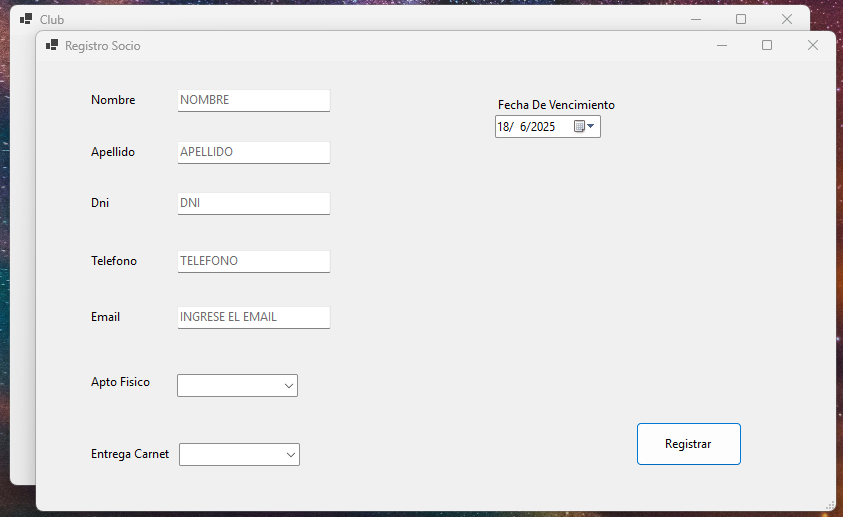 Club
Registro Socio
Nombre NOMBRE
Fecha De Vencimiento
18/ 6/2025
Apellido APELLIDO
Dni DNI
Telefono TELEFONO
Email INGRESE EL EMAIL
Apto Fisico
Entrega Carnet
Registrar